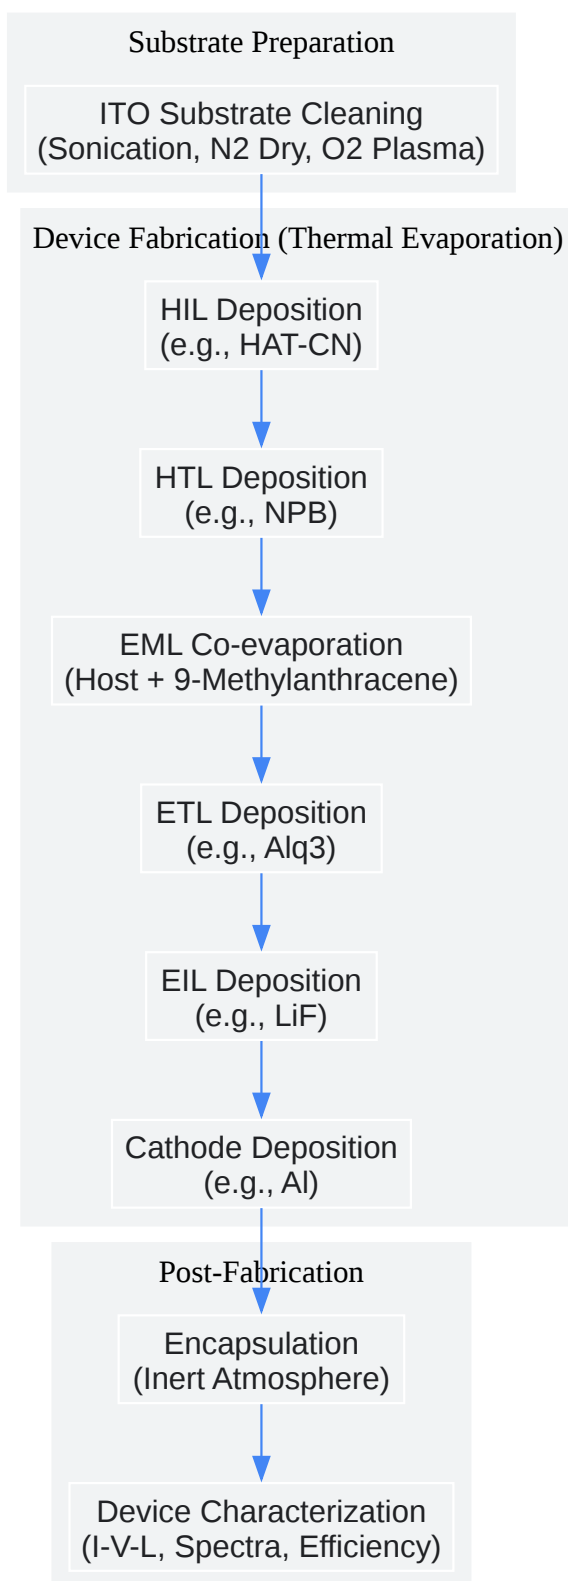 Substrate Preparation
ITO Substrate Cleaning
(Sonication, N2 Dry, O2 Plasma)
Device Fabrication (Thermal Evaporation)
HIL Deposition
(e.g., HAT-CN)
HTL Deposition
(e.g., NPB)
EML Co-evaporation
(Host + 9-Methylanthracene)
ETL Deposition
(e.g., Alq3)
EIL Deposition
(e.g., LiF)
Cathode Deposition
(e.g., Al)
Post-Fabrication
Encapsulation
(Inert Atmosphere)
Device Characterization
(I-V-L, Spectra, Efficiency)